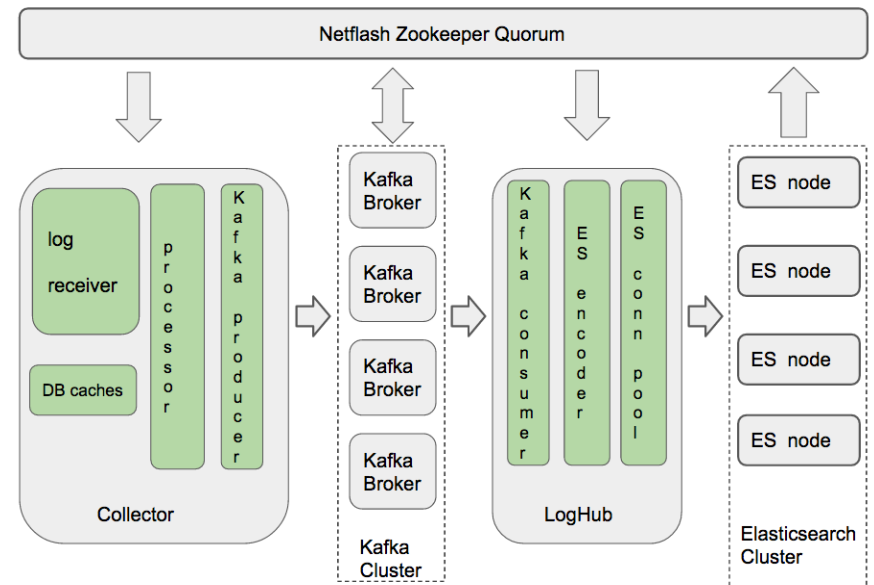 Netflash Zookeeper Quorum
log
receiver
DB caches
processor
Kafka producer
Collector
Kafka
Broker
Kafka
Broker
Kafka
Broker
Kafka
Broker
Kafka
Cluster
Kafka consumer
ES encoder
ES conn pool
LogHub
ES node
ES node
ES node
ES node
Elasticsearch
Cluster